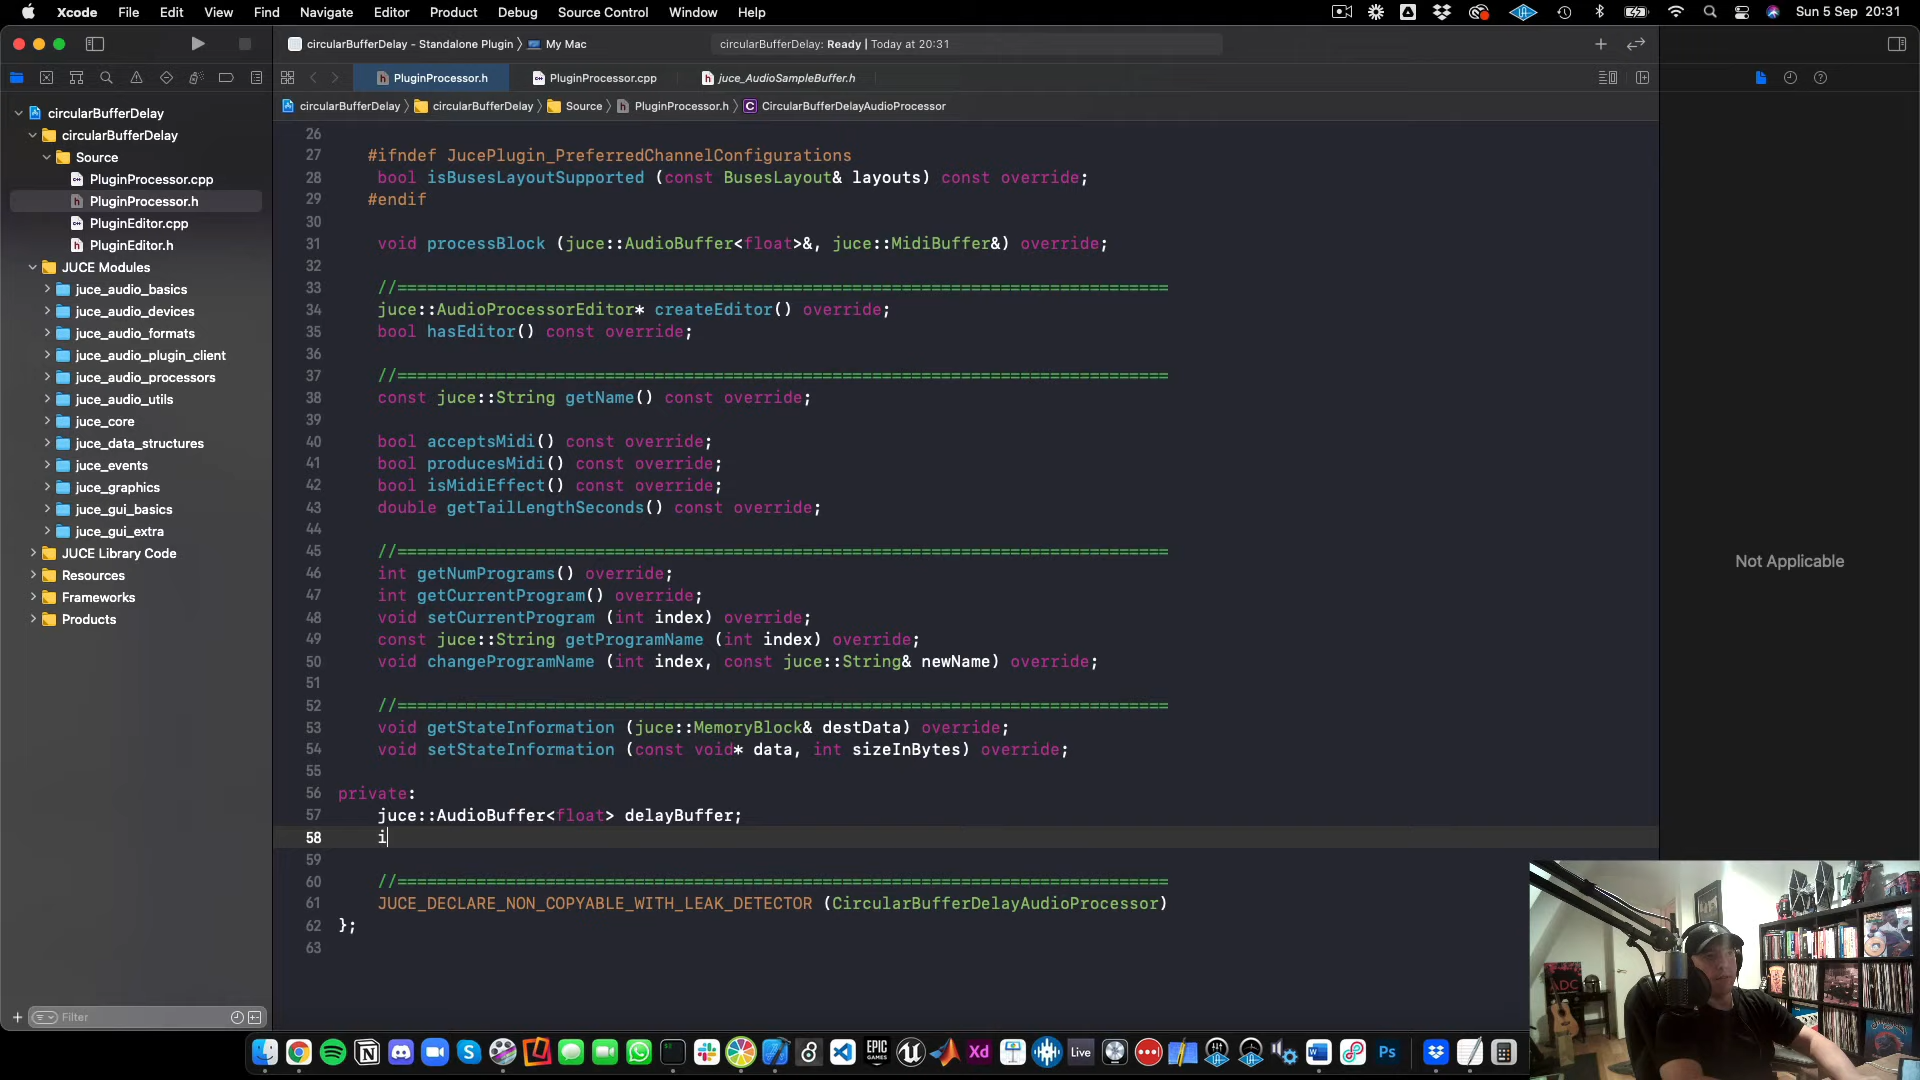 Xcode File Edit View Find Navigate Editor Product Debug Source Control Window Help
Sun 5 Sep 20:31
circularBufferDelay - Standalone Plugin 〉 My Mac
circularBufferDelay: Ready | Today at 20:31
PluginProcessor.h
PluginProcessor.cpp
juce_AudioSampleBuffer.h
circularBufferDelay 〉 circularBufferDelay 〉 Source 〉 PluginProcessor.h 〉 CircularBufferDelayAudioProcessor
circularBufferDelay
circularBufferDelay
Source
PluginProcessor.cpp
PluginProcessor.h
PluginEditor.cpp
PluginEditor.h
JUCE Modules
juce_audio_basics
juce_audio_devices
juce_audio_formats
juce_audio_plugin_client
juce_audio_processors
juce_audio_utils
juce_core
juce_data_structures
juce_events
juce_graphics
juce_gui_basics
juce_gui_extra
JUCE Library Code
Resources
Frameworks
Products
Filter
26
27 #ifndef JucePlugin_PreferredChannelConfigurations
28 bool isBusesLayoutSupported (const BusesLayout& layouts) const override;
29 #endif
30
31 void processBlock (juce::AudioBuffer<float>&, juce::MidiBuffer&) override;
32
33 //==============================================================================
34 juce::AudioProcessorEditor* createEditor() override;
35 bool hasEditor() const override;
36
37 //==============================================================================
38 const juce::String getName() const override;
39
40 bool acceptsMidi() const override;
41 bool producesMidi() const override;
42 bool isMidiEffect() const override;
43 double getTailLengthSeconds() const override;
44
45 //==============================================================================
46 int getNumPrograms() override;
47 int getCurrentProgram() override;
48 void setCurrentProgram (int index) override;
49 const juce::String getProgramName (int index) override;
50 void changeProgramName (int index, const juce::String& newName) override;
51
52 //==============================================================================
53 void getStateInformation (juce::MemoryBlock& destData) override;
54 void setStateInformation (const void* data, int sizeInBytes) override;
55
56 private:
57 juce::AudioBuffer<float> delayBuffer;
58 i
59
60 //==============================================================================
61 JUCE_DECLARE_NON_COPYABLE_WITH_LEAK_DETECTOR (CircularBufferDelayAudioProcessor)
62 };
63
Not Applicable
ADC
EPIC GAMES
Xd
Live
Ps